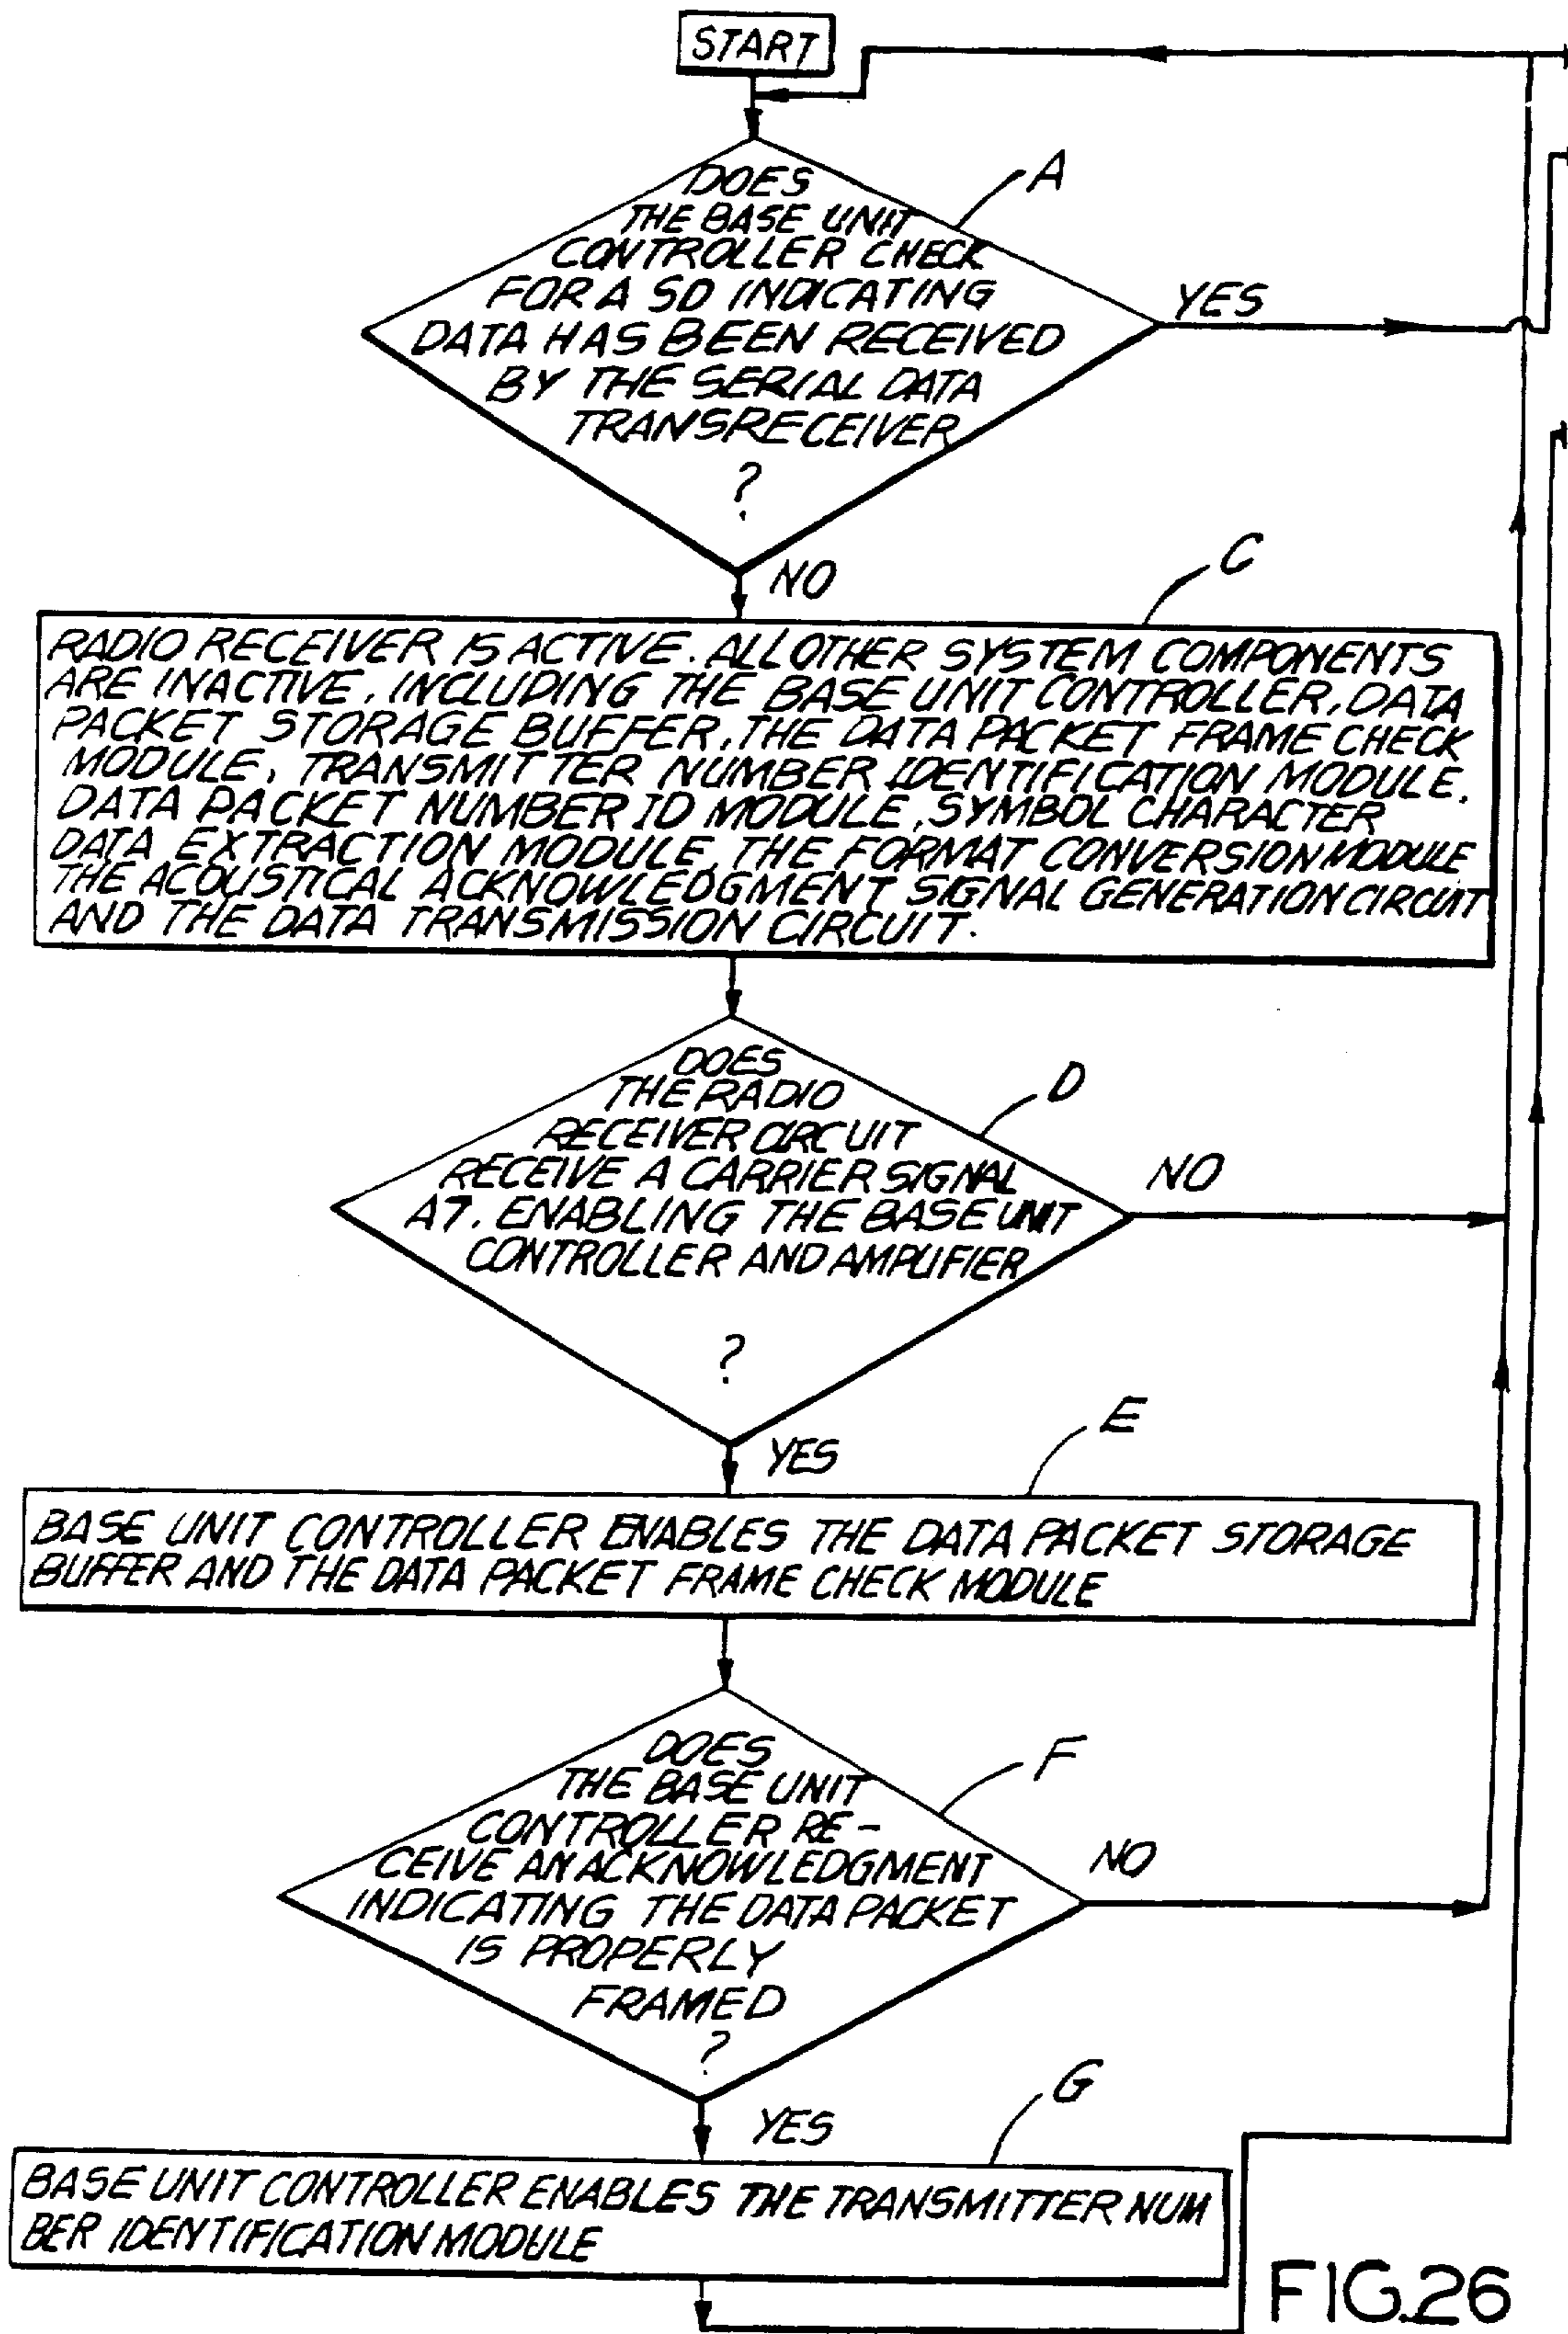 START
A
DOES
THE BASE UNIT
CONTROLLER CHECK
FOR A SD INDICATING
DATA HAS BEEN RECEIVED
BY THE SERIAL DATA
TRANSRECEIVER
?
YES
NO
C
RADIO RECEIVER IS ACTIVE. ALL OTHER SYSTEM COMPONENTS
ARE INACTIVE, INCLUDING THE BASE UNIT CONTROLLER, DATA
PACKET STORAGE BUFFER, THE DATA PACKET FRAME CHECK
MODULE, TRANSMITTER NUMBER IDENTIFICATION MODULE,
DATA PACKET NUMBER ID MODULE, SYMBOL CHARACTER
DATA EXTRACTION MODULE, THE FORMAT CONVERSION MODULE
THE ACOUSTICAL ACKNOWLEDGMENT SIGNAL GENERATION CIRCUIT
AND THE DATA TRANSMISSION CIRCUIT.
D
DOES
THE RADIO
RECEIVER CIRCUIT
RECEIVE A CARRIER SIGNAL
A7. ENABLING THE BASE UNIT
CONTROLLER AND AMPLIFIER
?
NO
YES
E
BASE UNIT CONTROLLER ENABLES THE DATA PACKET STORAGE
BUFFER AND THE DATA PACKET FRAME CHECK MODULE
F
DOES
THE BASE UNIT
CONTROLLER RE-
CEIVE AN ACKNOWLEDGMENT
INDICATING THE DATA PACKET
IS PROPERLY
FRAMED
?
NO
YES
G
BASE UNIT CONTROLLER ENABLES THE TRANSMITTER NUM
BER IDENTIFICATION MODULE
FIG.26